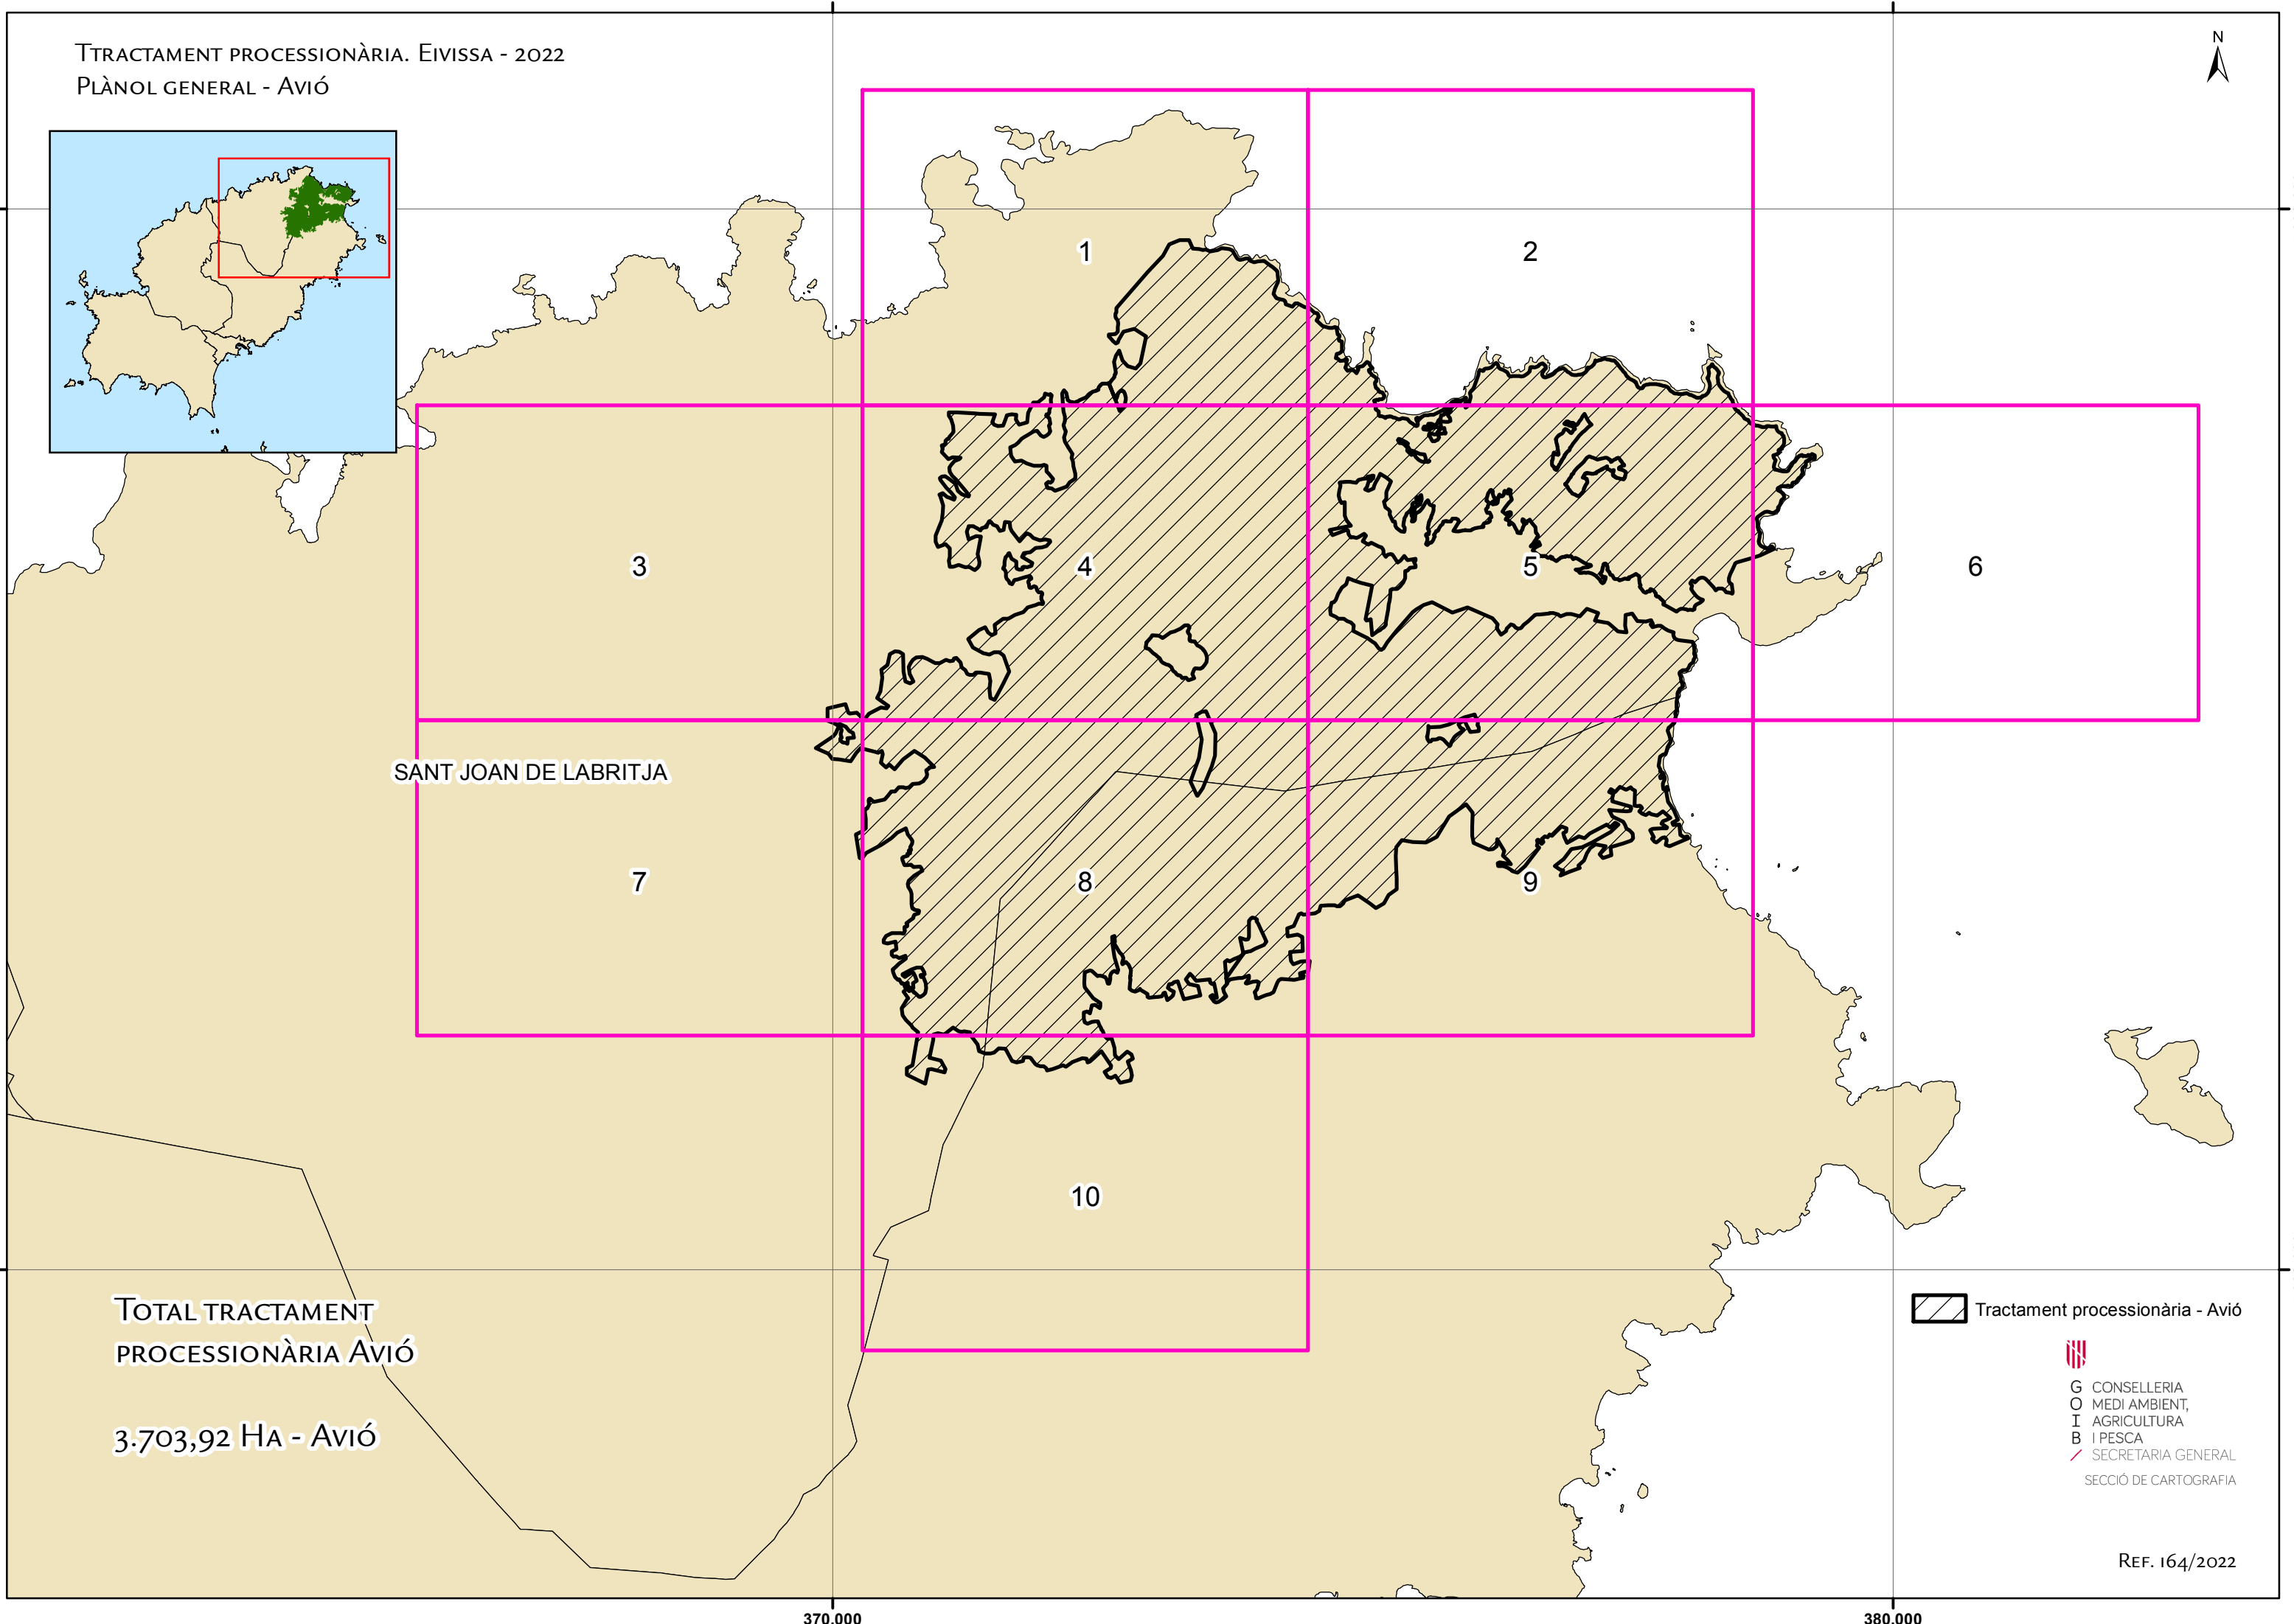 Ttractament processionària. Eivissa - 2022
Plànol general - Avió
N
1
2
3
4
5
6
SANT JOAN DE LABRITJA
7
8
9
10
Total tractament
processionària Avió
3.703,92 Ha - Avió
Tractament processionària - Avió
G CONSELLERIA
O MEDI AMBIENT,
I AGRICULTURA
B I PESCA
/ SECRETARIA GENERAL
SECCIÓ DE CARTOGRAFIA
Ref. 164/2022
370.000
380.000